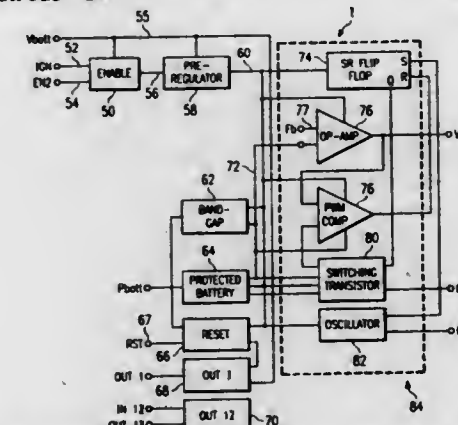 1
55
Vbatt
52
IGN
EN2
54
ENABLE
50
56
PRE-
REGULATOR
58
60
74
SR FLIP
FLOP
S
R
Q
77
Fb
76
OP-AMP
72
76
PWM
COMP
62
BAND-
GAP
64
PROTECTED
BATTERY
Pbatt
80
SWITCHING
TRANSISTOR
67
RST
RESET
66
OSCILLATOR
82
OUT 1
OUT 1
68
84
IN 12
OUT 12
70